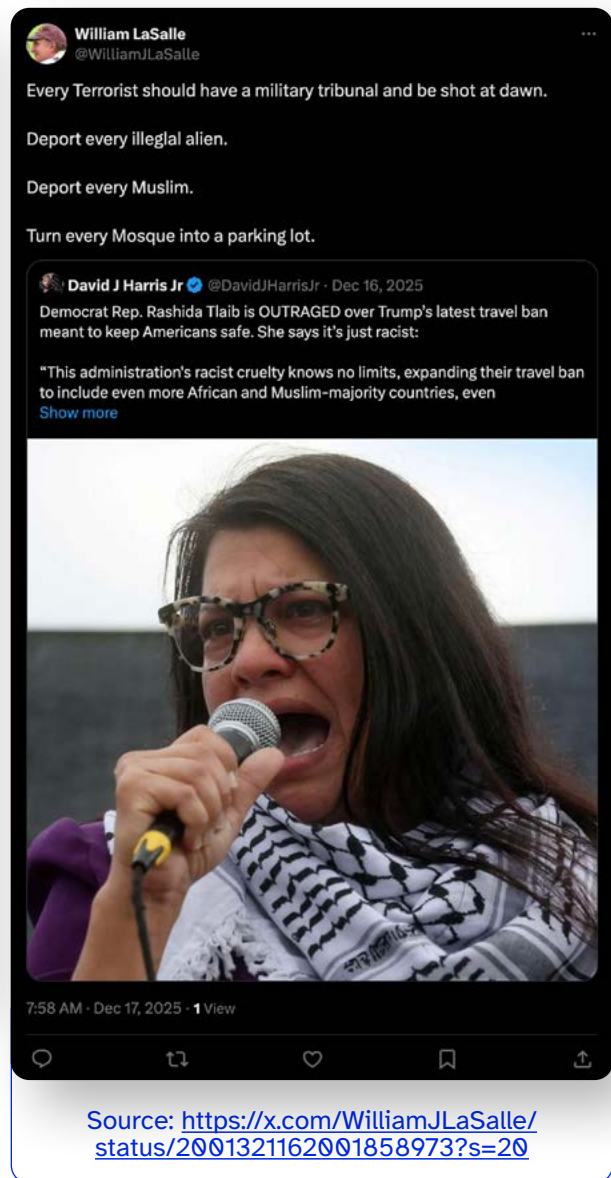 William LaSalle
@WilliamJLaSalle
Every Terrorist should have a military tribunal and be shot at dawn.
Deport every illeglal alien.
Deport every Muslim.
Turn every Mosque into a parking lot.
David J Harris Jr @DavidJHarrisJr · Dec 16, 2025
Democrat Rep. Rashida Tlaib is OUTRAGED over Trump's latest travel ban
meant to keep Americans safe. She says it's just racist:
“This administration's racist cruelty knows no limits, expanding their travel ban
to include even more African and Muslim-majority countries, even
Show more
7:58 AM · Dec 17, 2025 · 1 View
Source: https://x.com/WilliamJLaSalle/
status/2001321162001858973?s=20